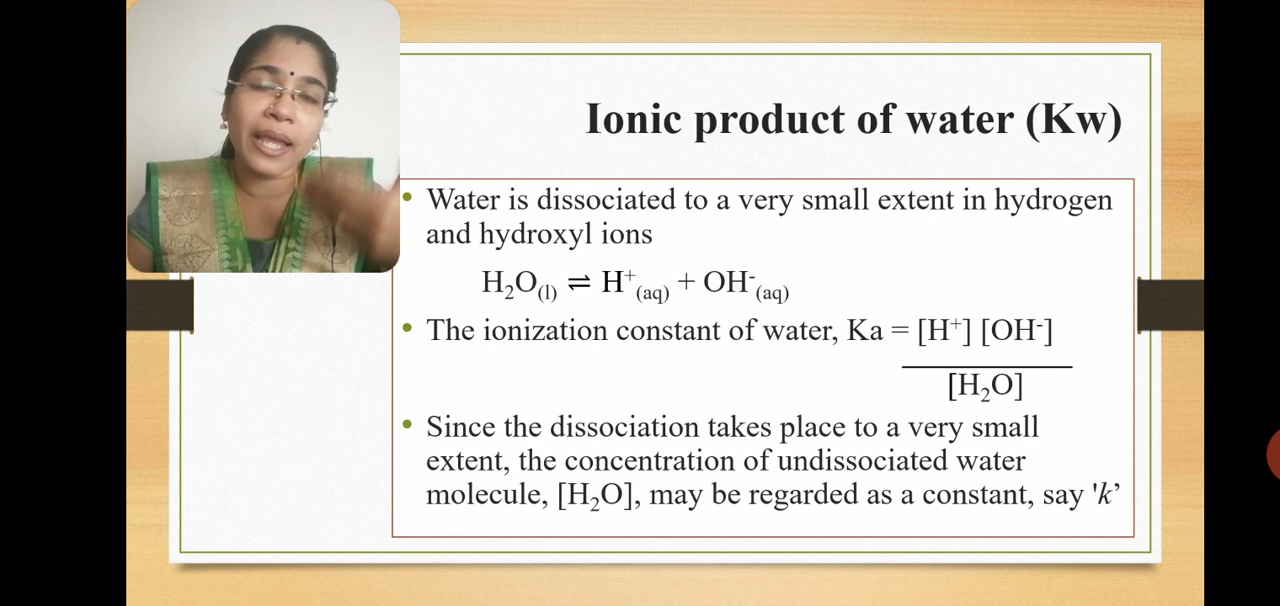 Ionic product of water (Kw)
• Water is dissociated to a very small extent in hydrogen
and hydroxyl ions
H₂O(l) ⇌ H⁺(aq) + OH⁻(aq)
• The ionization constant of water, Ka = [H⁺] [OH⁻]
[H₂O]
• Since the dissociation takes place to a very small
extent, the concentration of undissociated water
molecule, [H₂O], may be regarded as a constant, say 'k’